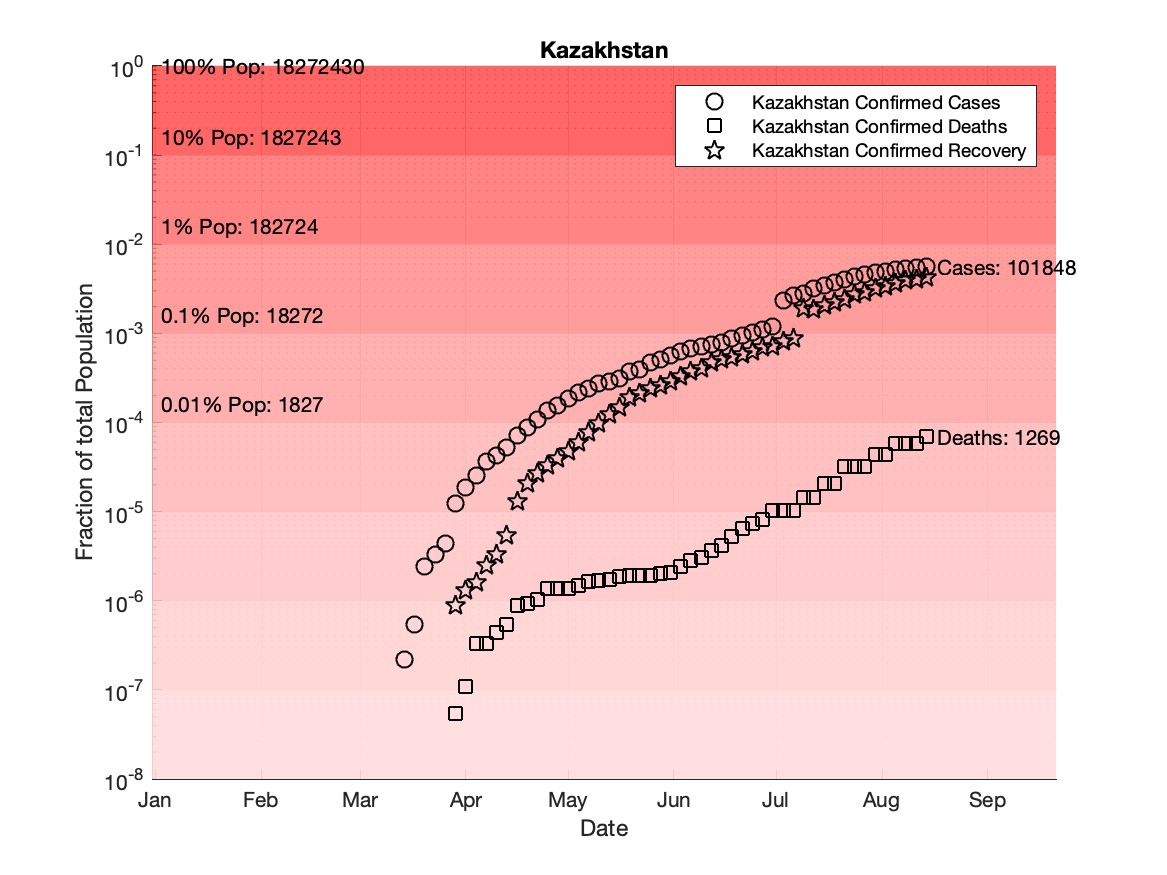 Kazakhstan
10^0
100% Pop: 18272430
Kazakhstan Confirmed Cases
Kazakhstan Confirmed Deaths
Kazakhstan Confirmed Recovery
10% Pop: 1827243
10^-1
1% Pop: 182724
10^-2
Cases: 101848
0.1% Pop: 18272
10^-3
0.01% Pop: 1827
10^-4
Deaths: 1269
10^-5
10^-6
10^-7
10^-8
Fraction of total Population
Jan Feb Mar Apr May Jun Jul Aug Sep
Date